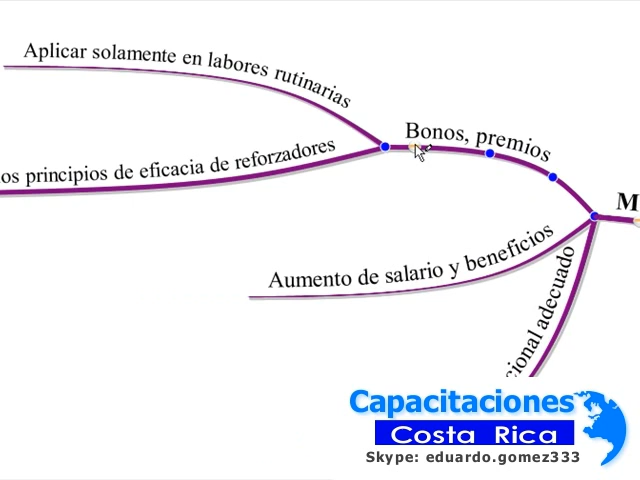 Aplicar solamente en labores rutinarias
Bonos, premios
os principios de eficacia de reforzadores
M
Aumento de salario y beneficios
cional adecuado
Capacitaciones
Costa Rica
Skype: eduardo.gomez333